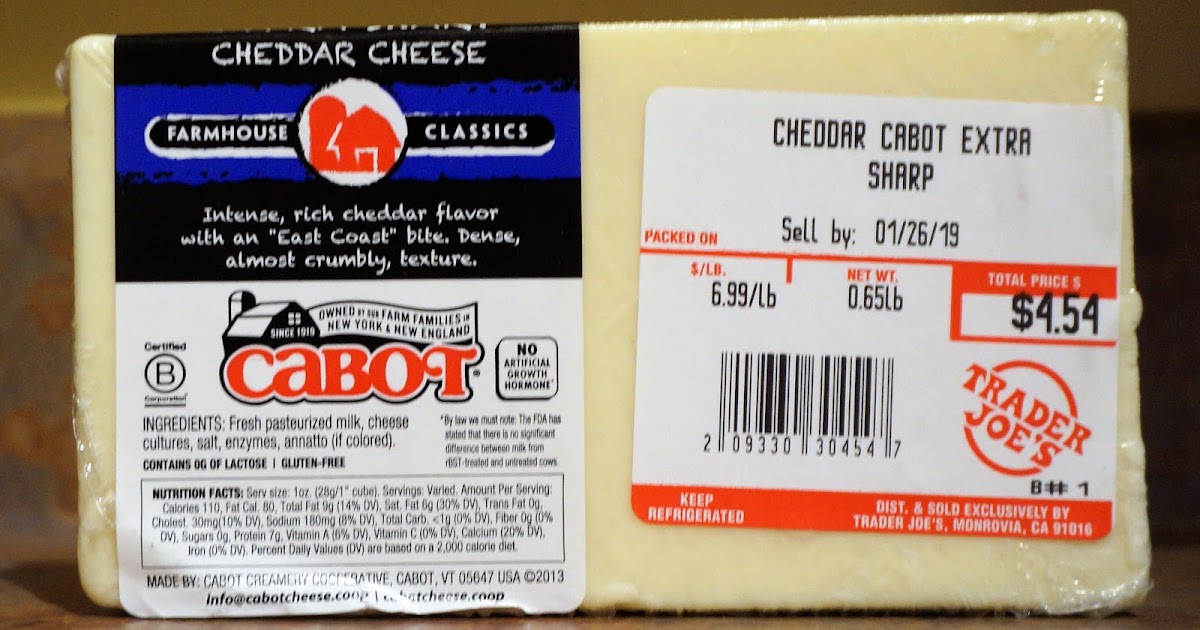 CHEDDAR CHEESE
FARMHOUSE CLASSICS
Intense, rich cheddar flavor
with an "East Coast" bite. Dense,
almost crumbly, texture.
OWNED BY OUR FARM FAMILIES IN
NEW YORK & NEW ENGLAND
SINCE 1919
CABOT®
Certified
B
Corporation
NO
ARTIFICIAL
GROWTH
HORMONE*
INGREDIENTS: Fresh pasteurized milk, cheese
cultures, salt, enzymes, annatto (if colored).
CONTAINS 0G OF LACTOSE | GLUTEN-FREE
*By law we must note: The FDA has
stated that there is no significant
difference between milk from
rBST-treated and untreated cows.
NUTRITION FACTS: Serv size: 1oz. (28g/1" cube). Servings: Varied. Amount Per Serving:
Calories 110, Fat Cal. 80, Total Fat 9g (14% DV), Sat. Fat 6g (30% DV), Trans Fat 0g,
Cholest. 30mg(10% DV), Sodium 180mg (8% DV), Total Carb. <1g (0% DV), Fiber 0g (0%
DV), Sugars 0g, Protein 7g, Vitamin A (6% DV), Vitamin C (0% DV), Calcium (20% DV),
Iron (0% DV). Percent Daily Values (DV) are based on a 2,000 calorie diet.
MADE BY: CABOT CREAMERY COOPERATIVE, CABOT, VT 05647 USA ©2013
info@cabotcheese.coop |
CHEDDAR CABOT EXTRA
SHARP
PACKED ON
Sell by: 01/26/19
$/LB.
6.99/lb
NET WT.
0.65lb
TOTAL PRICE $
$4.54
2 09330 30454 7
TRADER
JOE'S
B# 1
KEEP
REFRIGERATED
DIST. & SOLD EXCLUSIVELY BY
TRADER JOE'S, MONROVIA, CA 91016